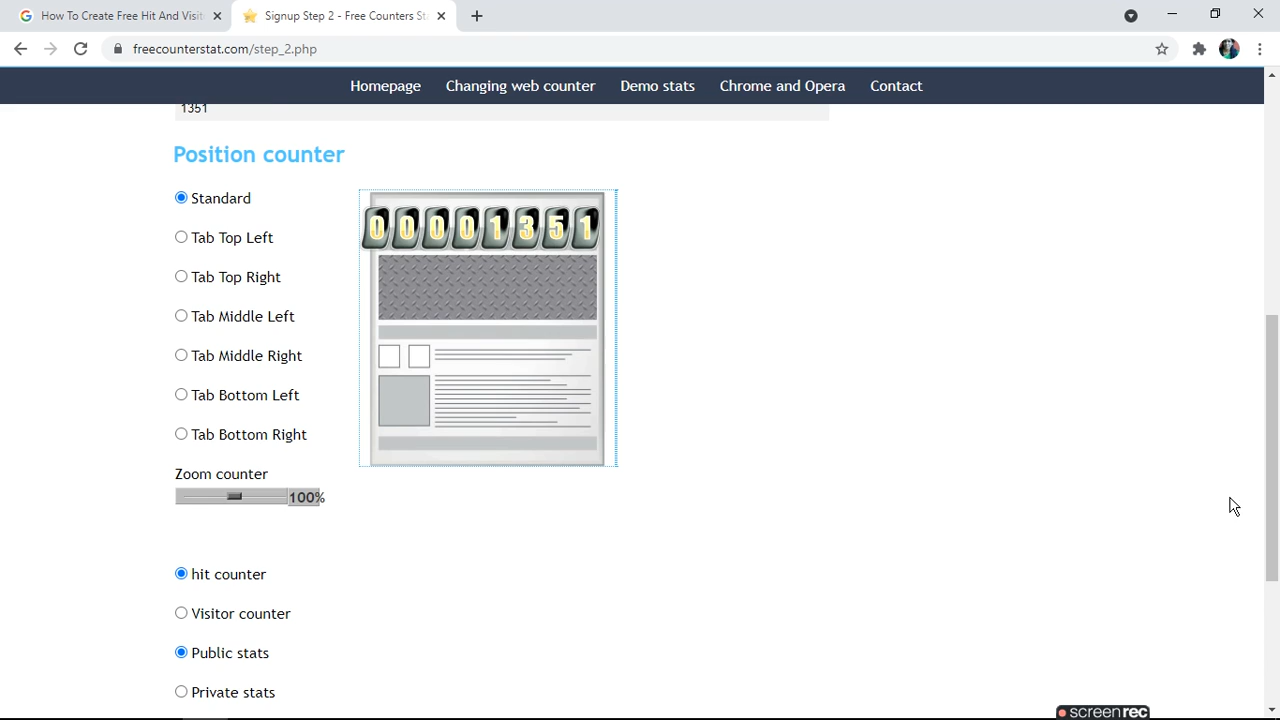 How To Create Free Hit And Visit
Signup Step 2 - Free Counters St
freecounterstat.com/step_2.php
Homepage Changing web counter Demo stats Chrome and Opera Contact
1351
Position counter
Standard
Tab Top Left
Tab Top Right
Tab Middle Left
Tab Middle Right
Tab Bottom Left
Tab Bottom Right
00001351
Zoom counter
100%
hit counter
Visitor counter
Public stats
Private stats
screenrec